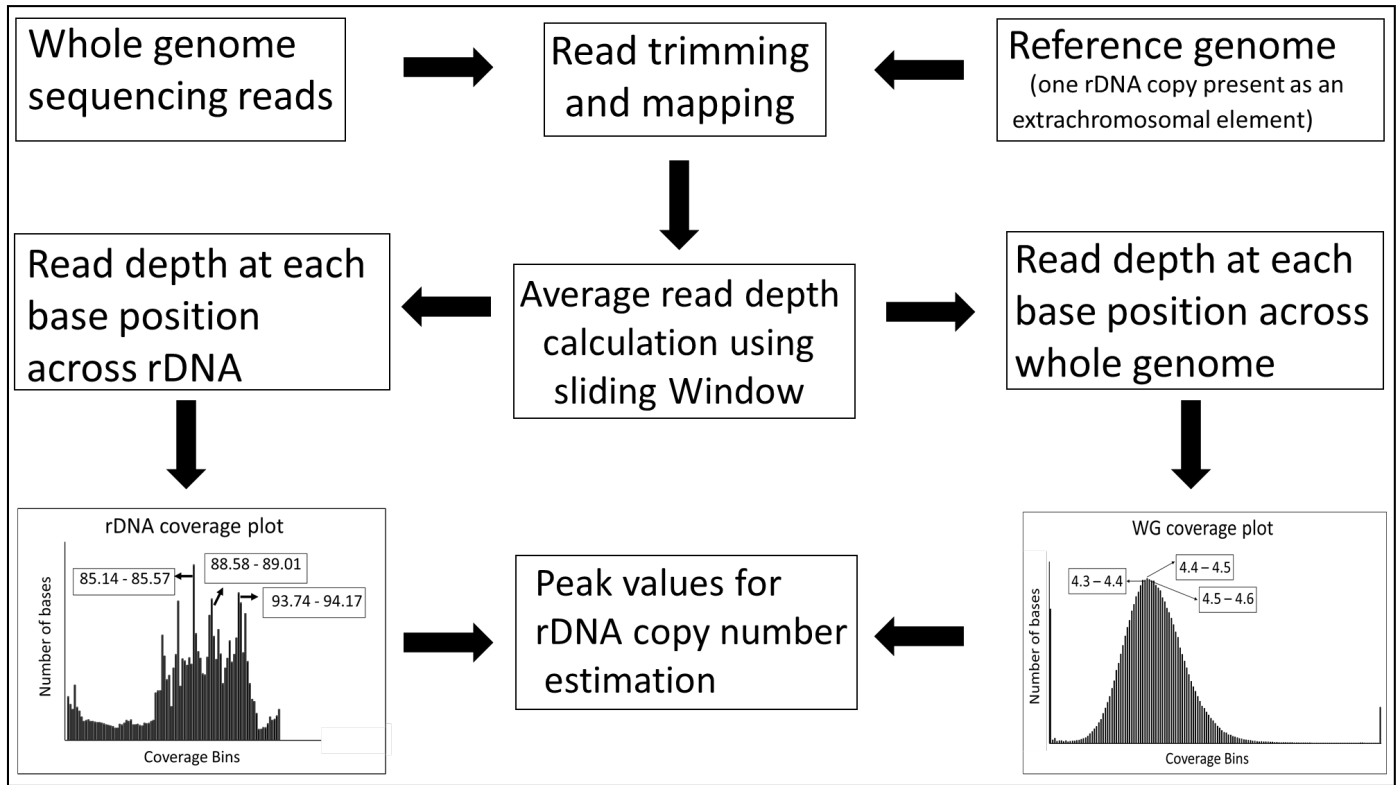 Whole genome
sequencing reads
Read trimming
and mapping
Reference genome
(one rDNA copy present as an
extrachromosomal element)
Read depth at each
base position
across rDNA
Average read depth
calculation using
sliding Window
Read depth at each
base position across
whole genome
rDNA coverage plot
85.14 - 85.57
88.58 - 89.01
93.74 - 94.17
Number of bases
Coverage Bins
Peak values for
rDNA copy number
estimation
WG coverage plot
4.3 – 4.4
4.4 – 4.5
4.5 – 4.6
Number of bases
Coverage Bins